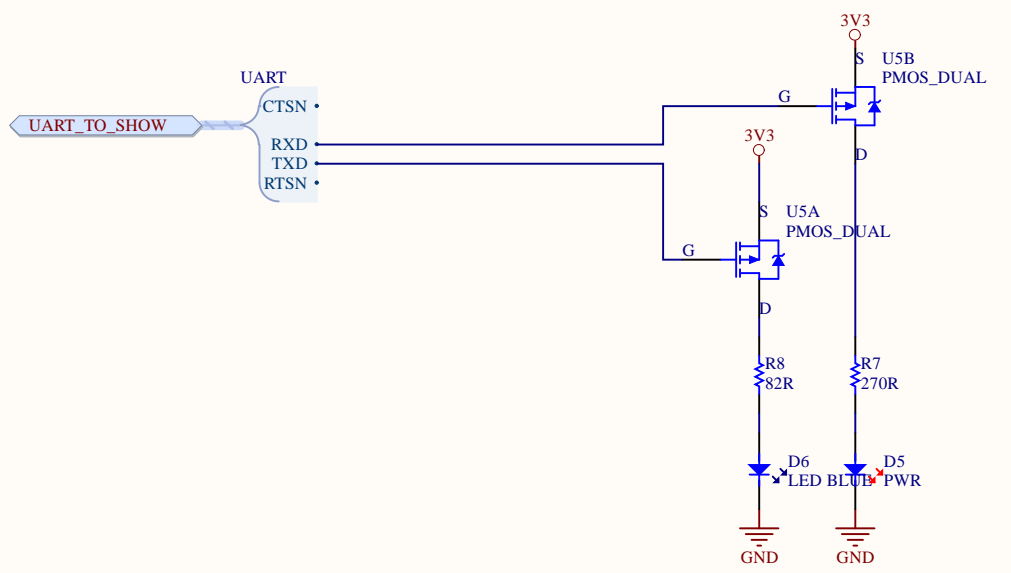 3V3
S
U5B
PMOS_DUAL
UART
G
CTSN
UART_TO_SHOW
RXD
3V3
D
TXD
RTSN
S
U5A
PMOS_DUAL
G
D
R8
82R
R7
270R
D6
LED BLUE
D5
PWR
GND
GND